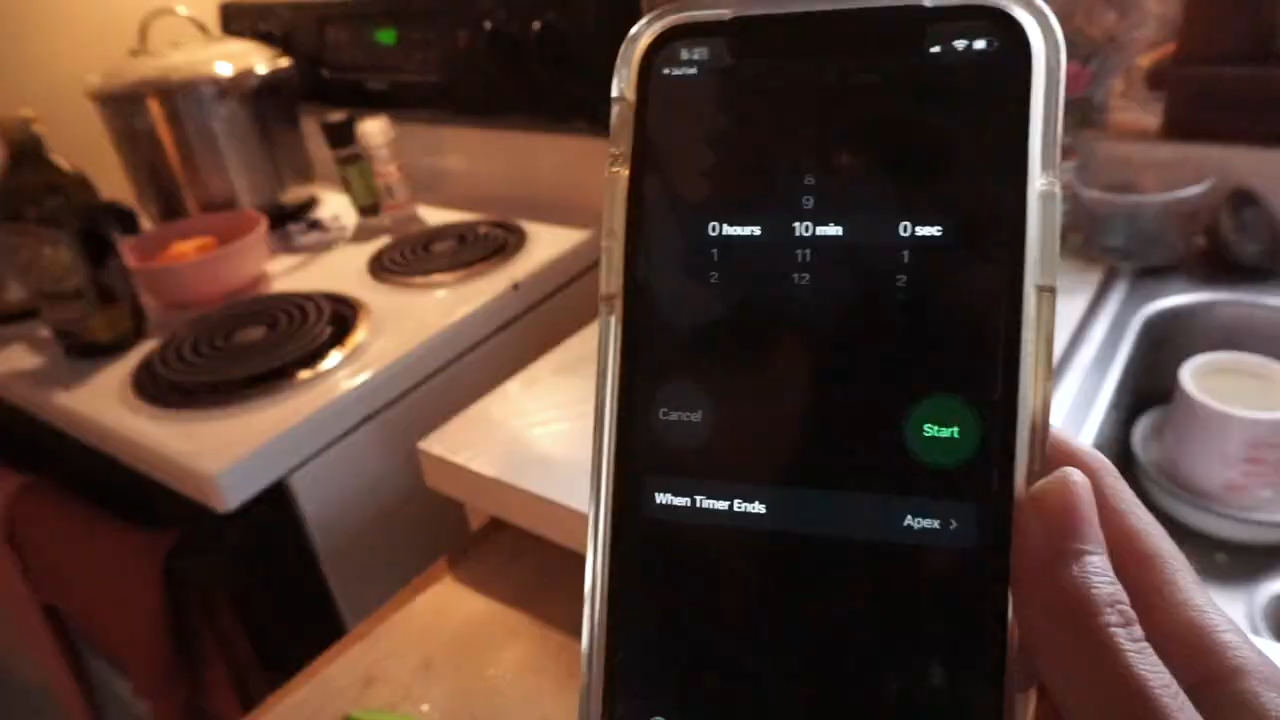 8
9
0 hours 10 min 0 sec
1 11 1
2 12 2
Cancel
Start
When Timer Ends
Apex >